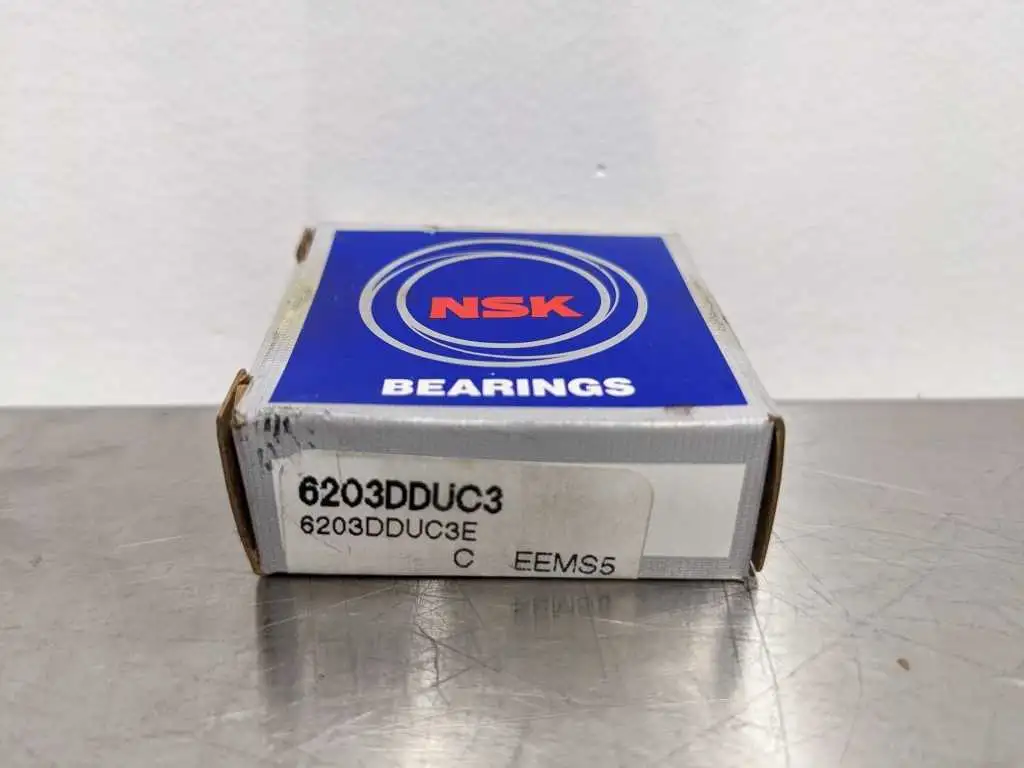 NSK
BEARINGS
6203DDUC3
6203DDUC3E
C EEMS5